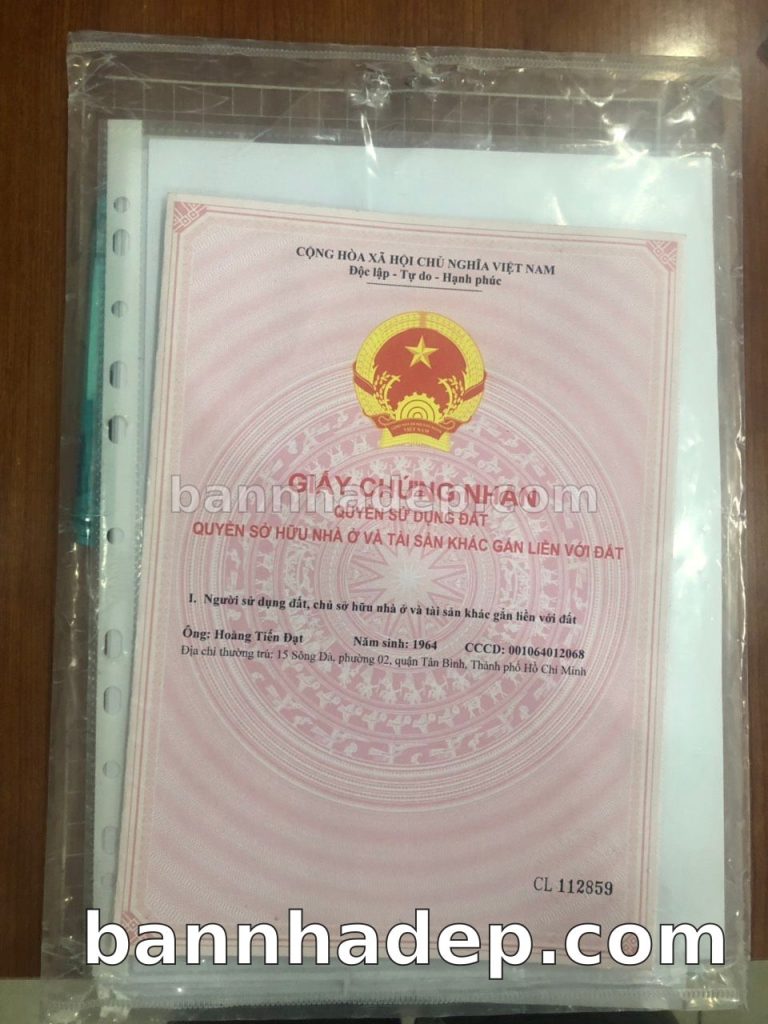 CỘNG HÒA XÃ HỘI CHỦ NGHĨA VIỆT NAM
Độc lập - Tự do - Hạnh phúc
VIỆT NAM
GIẤY CHỨNG NHẬN
bannhadep.com
QUYỀN SỬ DỤNG ĐẤT
QUYỀN SỞ HỮU NHÀ Ở VÀ TÀI SẢN KHÁC GẮN LIỀN VỚI ĐẤT
I. Người sử dụng đất, chủ sở hữu nhà ở và tài sản khác gắn liền với đất
Ông: Hoàng Tiến Đạt Năm sinh: 1964 CCCD: 001064012068
Địa chỉ thường trú: 15 Sông Đà, phường 02, quận Tân Bình, Thành phố Hồ Chí Minh
CL 112859
bannhadep.com